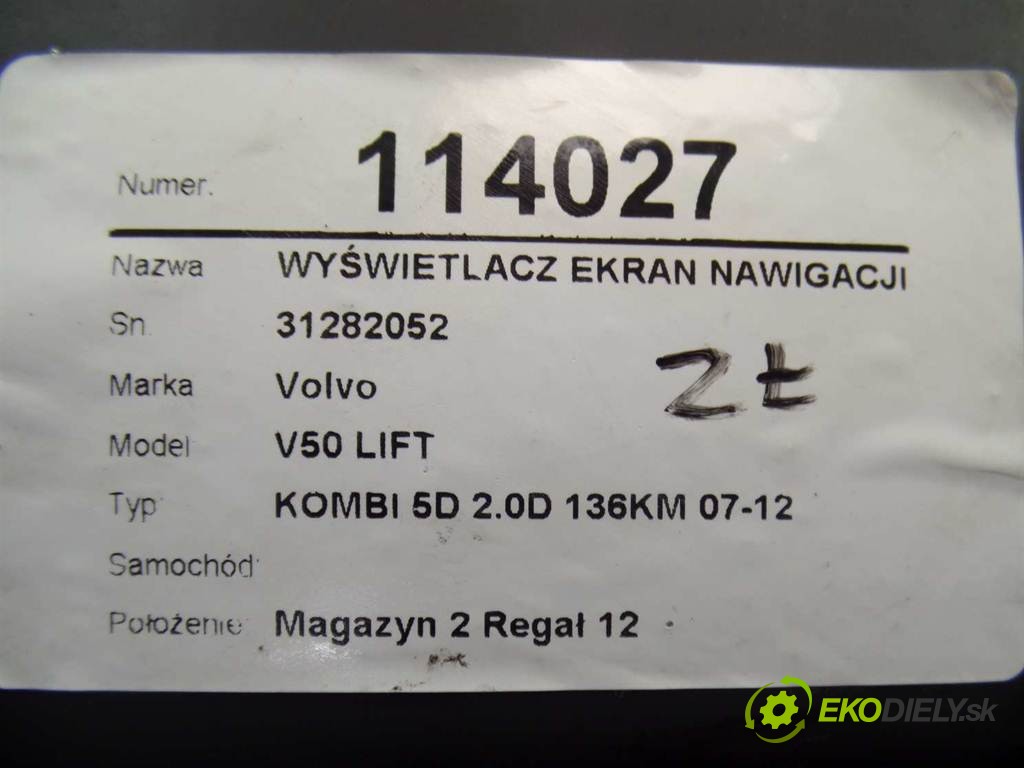 Numer: 114027
Nazwa WYŚWIETLACZ EKRAN NAWIGACJI
Sn. 31282052
Marka Volvo
Zł
Model V50 LIFT
Typ KOMBI 5D 2.0D 136KM 07-12
Samochód:
Położenie: Magazyn 2 Regał 12
EKODIELY.sk